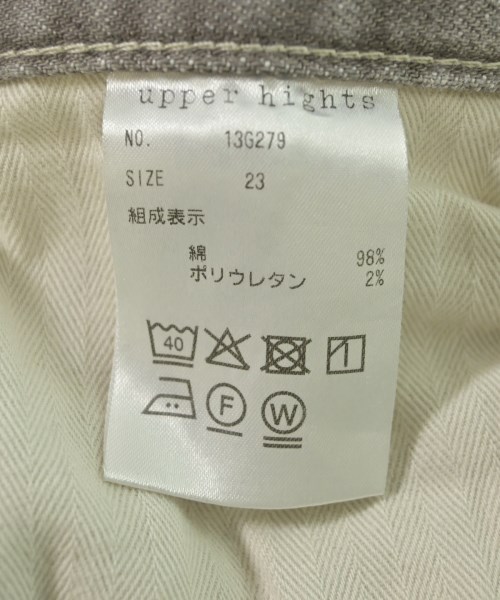 upper hights
NO. 13G279
SIZE 23
組成表示
綿 98%
ポリウレタン 2%
40
F W